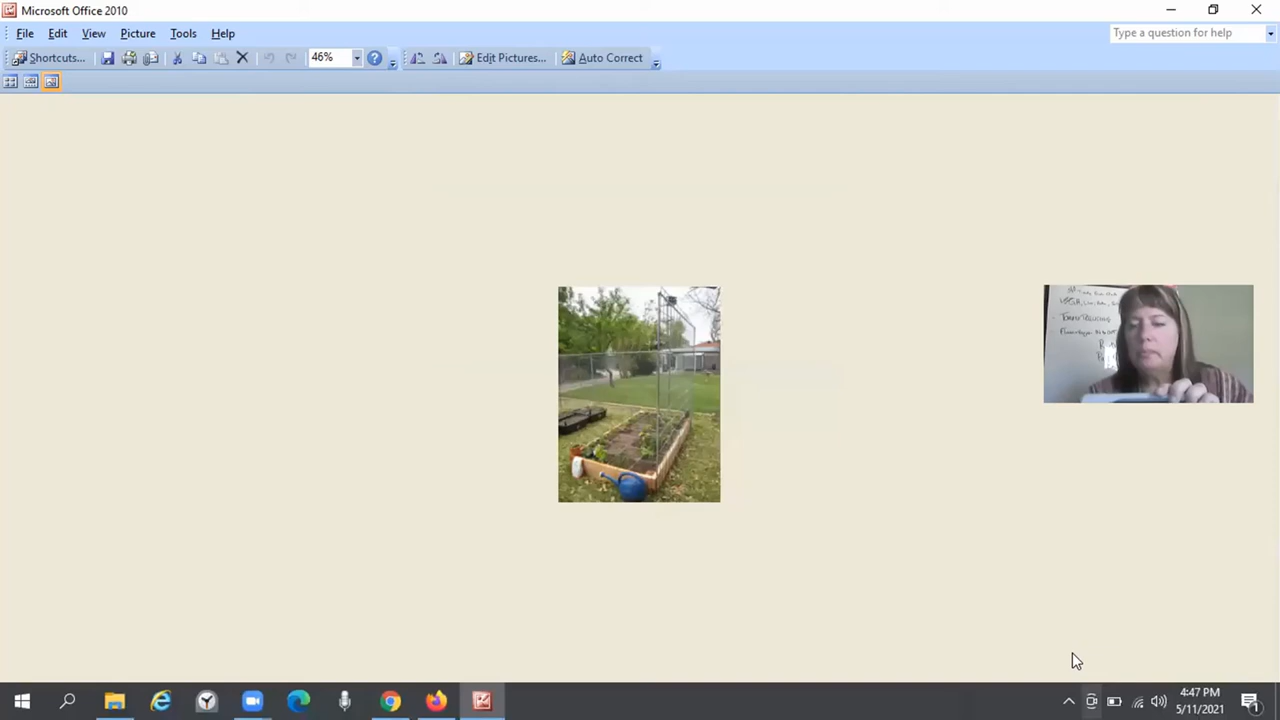 Microsoft Office 2010
File Edit View Picture Tools Help
Type a question for help
Shortcuts...
46%
Edit Pictures...
Auto Correct
4:47 PM
5/11/2021
1